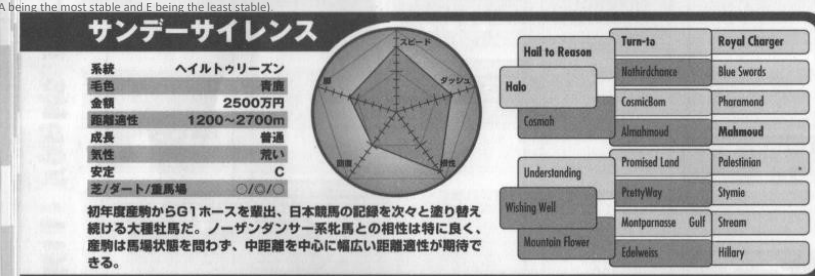 A being the most stable and E being the least stable).
サンデーサイレンス
系統 ヘイルトゥリーズン
毛色 青鹿
金額 2500万円
距離適性 1200~2700m
成長 普通
気性 荒い
安定 C
芝/ダート/重馬場 ○/○/○
スピード
ダッシュ
根性
初年度産駒からG1ホースを輩出、日本競馬の記録を次々と塗り替え
続ける大種牡馬だ。ノーザンダンサー系牝馬との相性は特に良く、
産駒は馬場状態を問わず、中距離を中心に幅広い距離適性が期待で
きる。
Halo
Hail to Reason
Turn-to
Royal Charger
Nothirdchance
Blue Swords
Cosmah
CosmicBom
Pharamond
Almahmoud
Mahmoud
Wishing Well
Understanding
Promised Land
Palestinian
PrettyWay
Stymie
Mountain Flower
Montparnasse Gulf
Stream
Edelweiss
Hillary